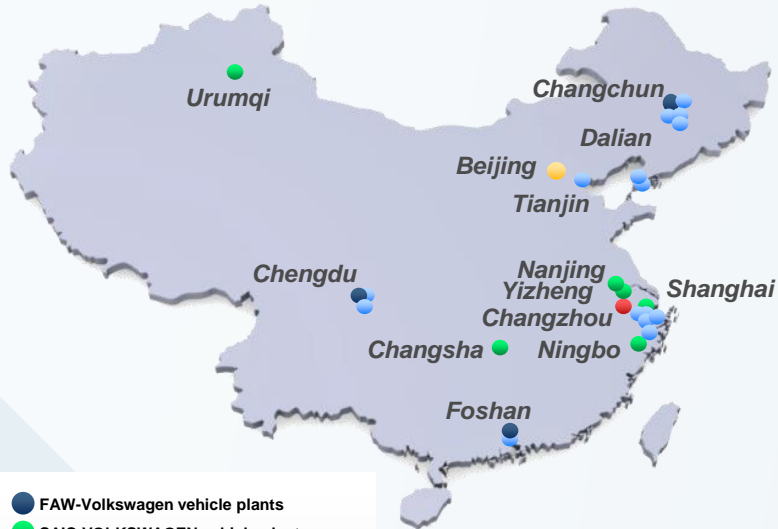 Changchun
Urumqi
Dalian
Beijing
Tianjin
Nanjing
Chengdu
Yizheng
Shanghai
Changzhou
Changsha
Ningbo
Foshan
FAW-Volkswagen vehicle plants